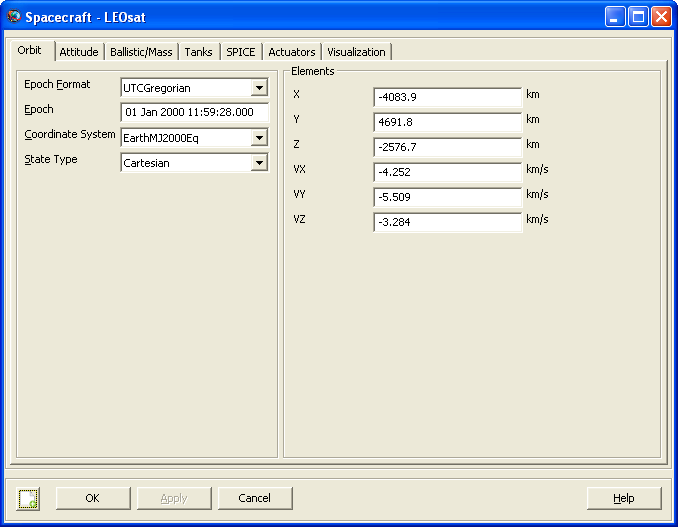 Spacecraft - LEOsat
Orbit Attitude Ballistic/Mass Tanks SPICE Actuators Visualization
Epoch Format UTCGregorian
Epoch 01 Jan 2000 11:59:28.000
Coordinate System EarthMJ2000Eq
State Type Cartesian
Elements
X -4083.9 km
Y 4691.8 km
Z -2576.7 km
VX -4.252 km/s
VY -5.509 km/s
VZ -3.284 km/s
OK Apply Cancel Help